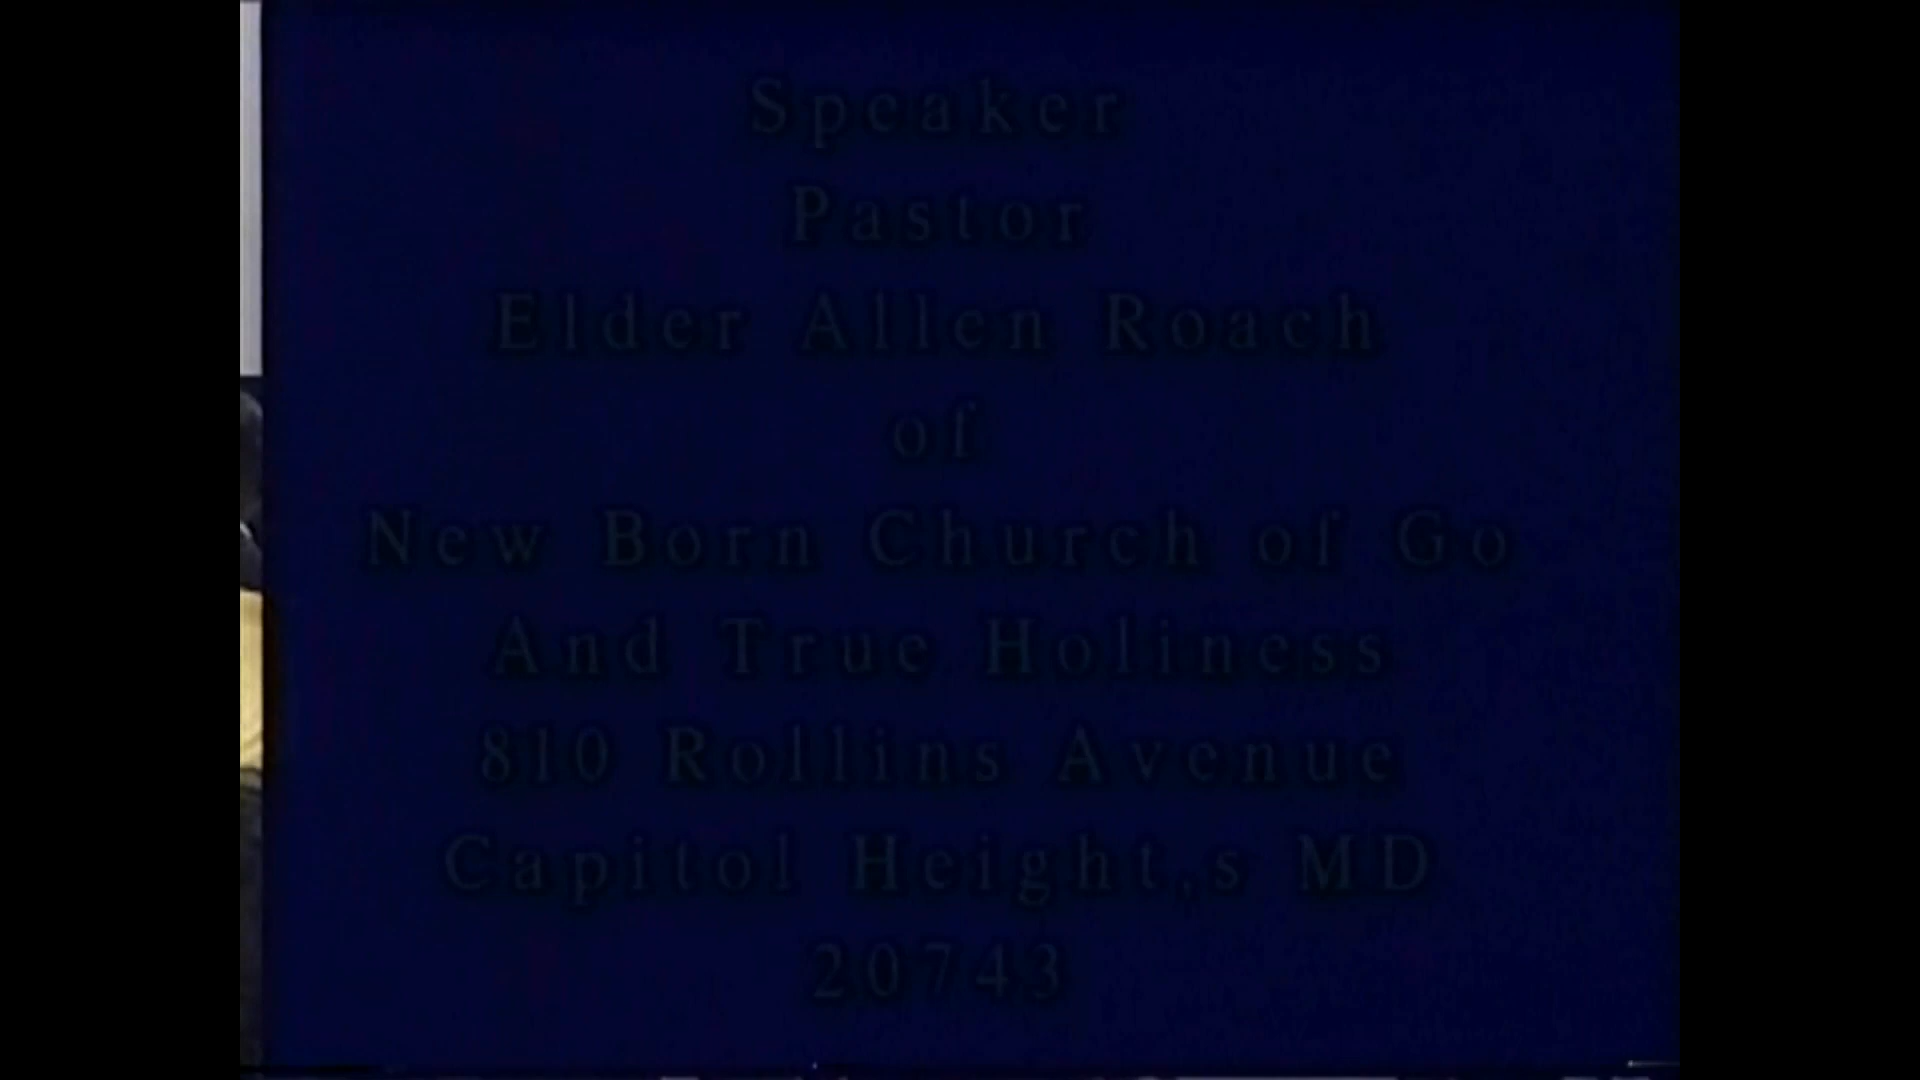 Speaker
Pastor
Elder Allen Roach
of
New Born Church of Go
And True Holiness
810 Rollins Avenue
Capitol Height,s MD
20743